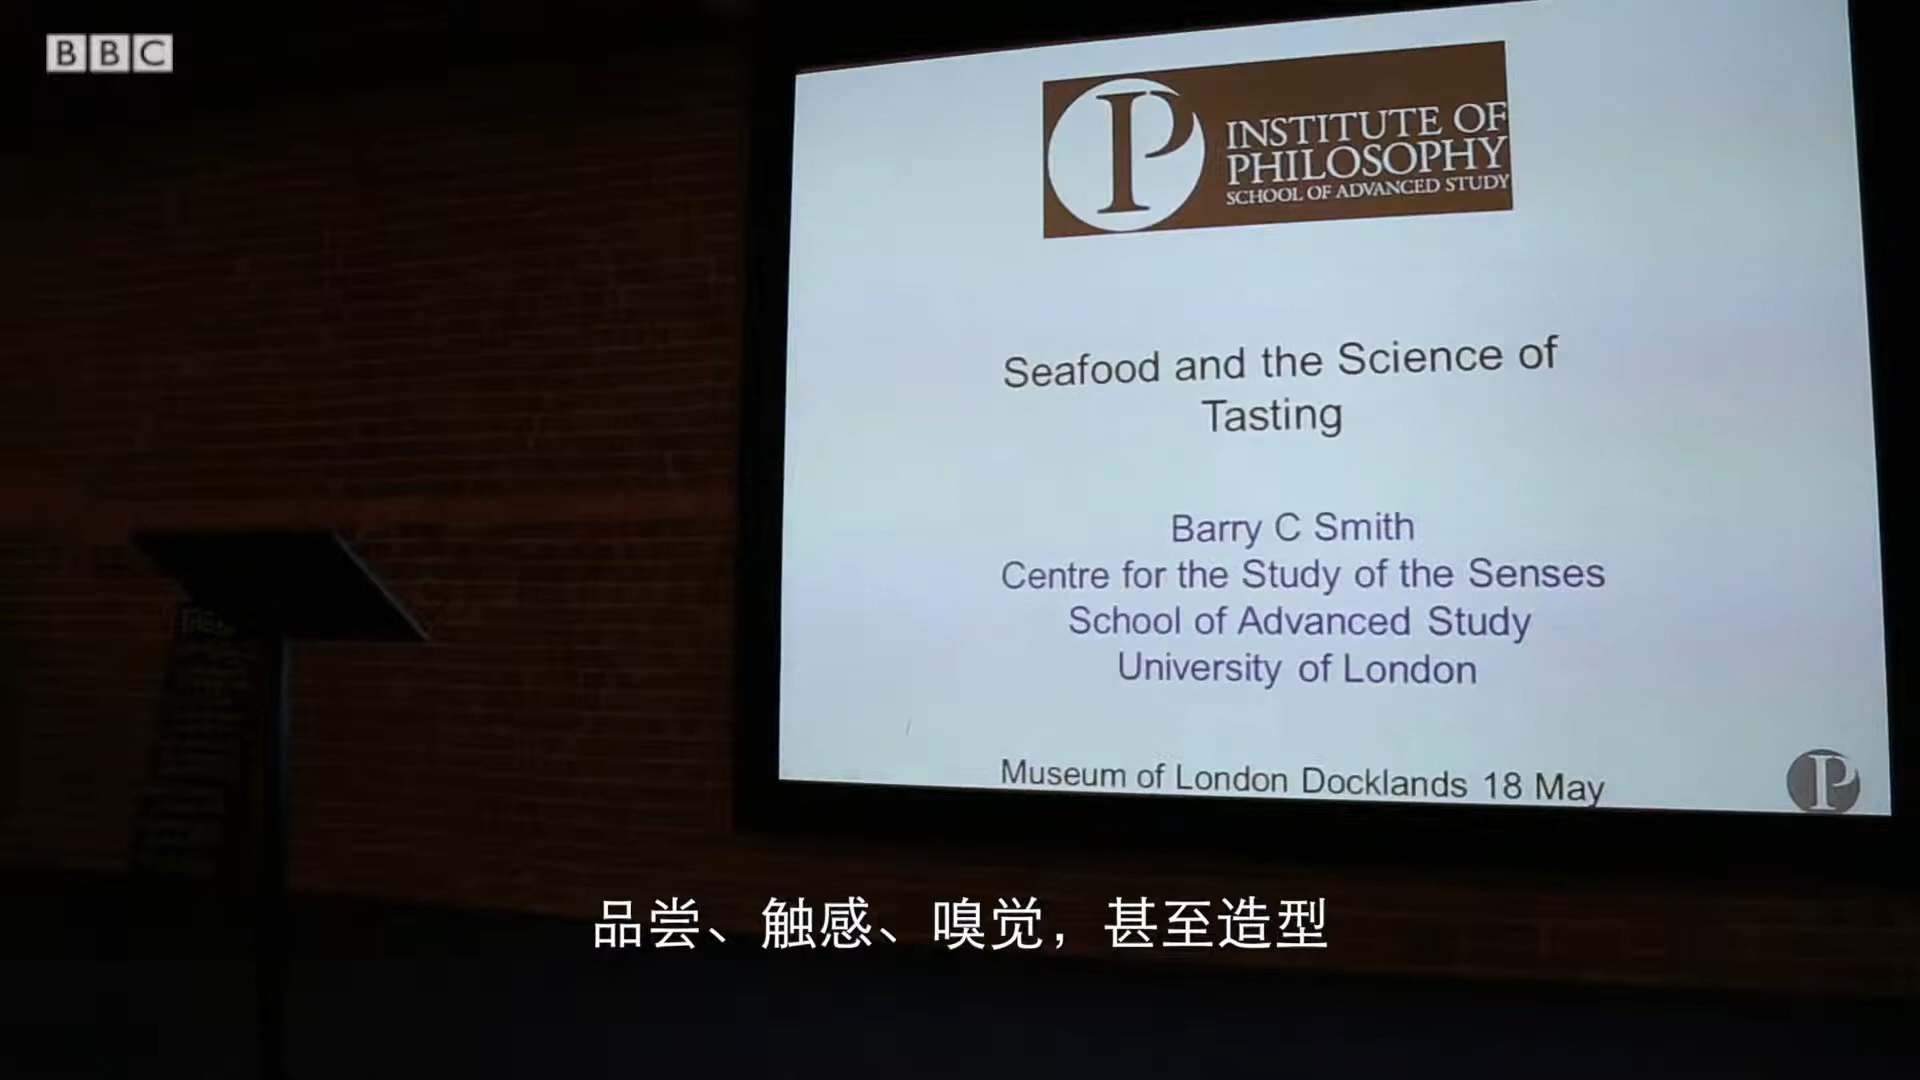 BBC
INSTITUTE OF
PHILOSOPHY
SCHOOL OF ADVANCED STUDY
Seafood and the Science of
Tasting
Barry C Smith
Centre for the Study of the Senses
School of Advanced Study
University of London
Museum of London Docklands 18 May
品尝、触感、嗅觉，甚至造型